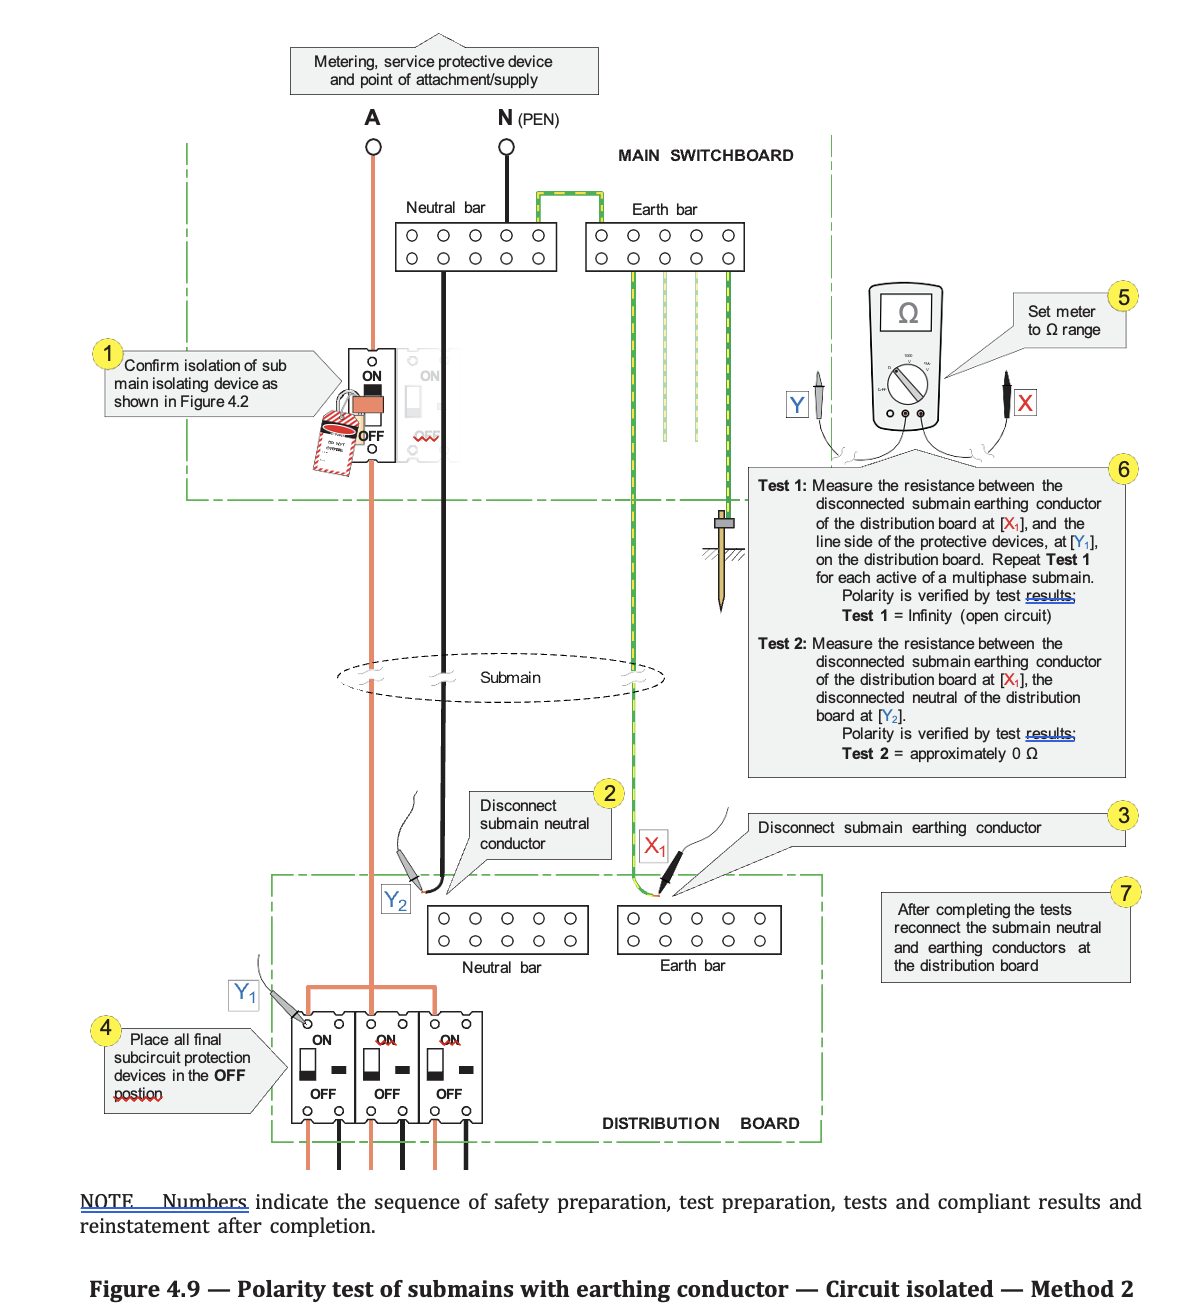 Metering, service protective device
and point of attachment/supply
A
N (PEN)
MAIN SWITCHBOARD
Neutral bar
Earth bar
1
Confirm isolation of sub
main isolating device as
shown in Figure 4.2
ON
OFF
ON
OFF
Ω
5
Set meter
to Ω range
Y
X
6
Test 1: Measure the resistance between the
disconnected submain earthing conductor
of the distribution board at [X1], and the
line side of the protective devices, at [Y1],
on the distribution board. Repeat Test 1
for each active of a multiphase submain.
Polarity is verified by test results:
Test 1 = Infinity (open circuit)
Test 2: Measure the resistance between the
disconnected submain earthing conductor
of the distribution board at [X1], the
disconnected neutral of the distribution
board at [Y2].
Polarity is verified by test results:
Test 2 = approximately 0 Ω
Submain
2
Disconnect
submain neutral
conductor
3
Disconnect submain earthing conductor
X1
Y2
7
After completing the tests
reconnect the submain neutral
and earthing conductors at
the distribution board
Neutral bar
Earth bar
Y1
4
Place all final
subcircuit protection
devices in the OFF
postion
ON
ON
ON
OFF
OFF
OFF
DISTRIBUTION BOARD
NOTE Numbers indicate the sequence of safety preparation, test preparation, tests and compliant results and
reinstatement after completion.
Figure 4.9 — Polarity test of submains with earthing conductor — Circuit isolated — Method 2